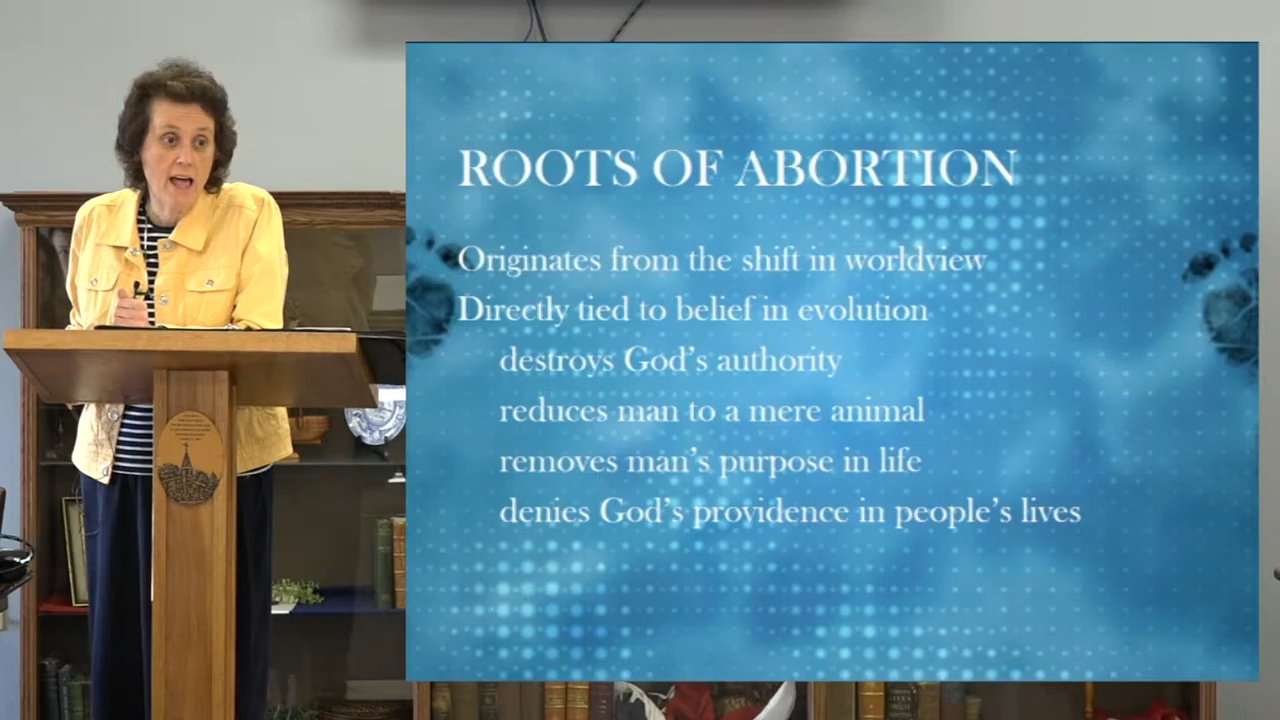 ROOTS OF ABORTION
Originates from the shift in worldview
Directly tied to belief in evolution
destroys God's authority
reduces man to a mere animal
removes man's purpose in life
denies God's providence in people's lives